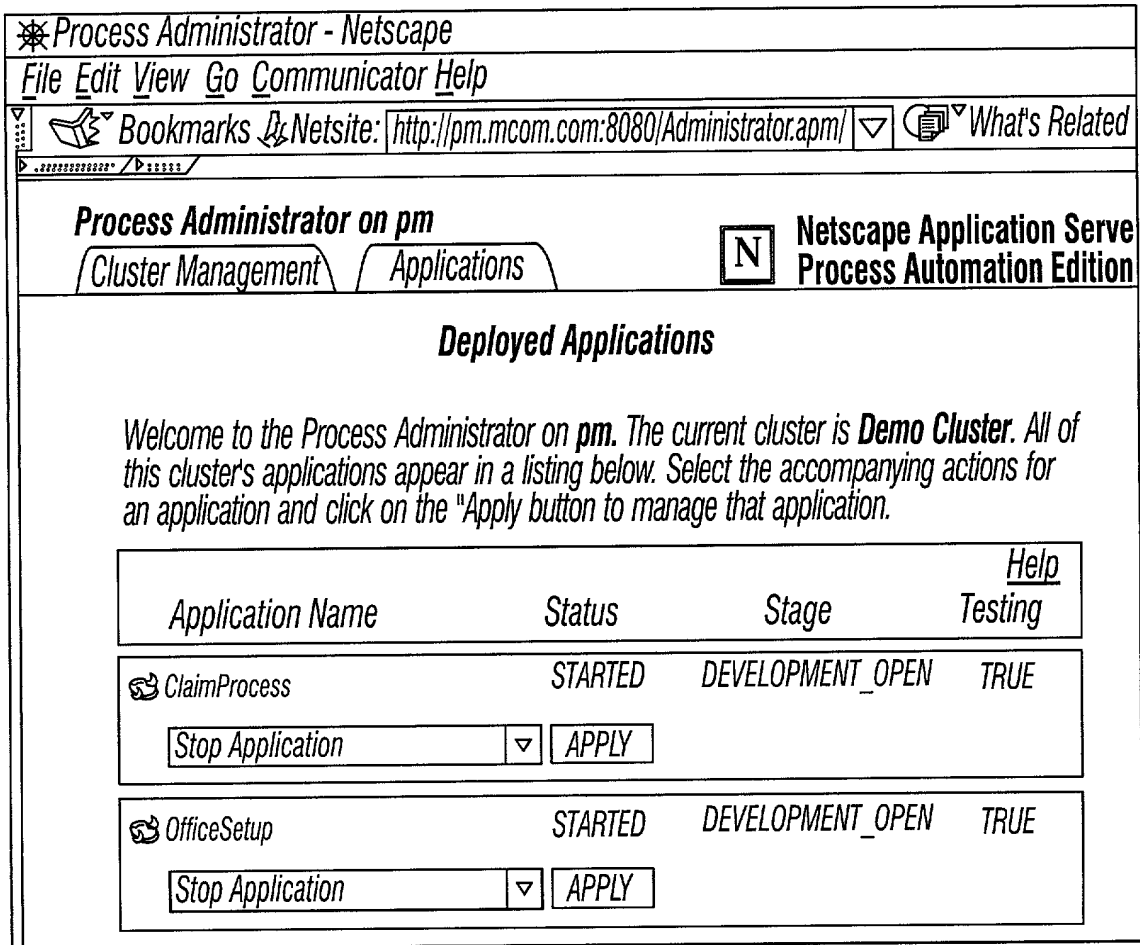 Process Administrator - Netscape
File Edit View Go Communicator Help
Bookmarks Netsite: http://pm.mcom.com:8080/Administrator.apm/ What's Related
Process Administrator on pm
Cluster Management Applications
N Netscape Application Serve
Process Automation Edition
Deployed Applications
Welcome to the Process Administrator on pm. The current cluster is Demo Cluster. All of
this cluster's applications appear in a listing below. Select the accompanying actions for
an application and click on the "Apply button to manage that application.
Help
Application Name Status Stage Testing
ClaimProcess STARTED DEVELOPMENT_OPEN TRUE
Stop Application APPLY
OfficeSetup STARTED DEVELOPMENT_OPEN TRUE
Stop Application APPLY